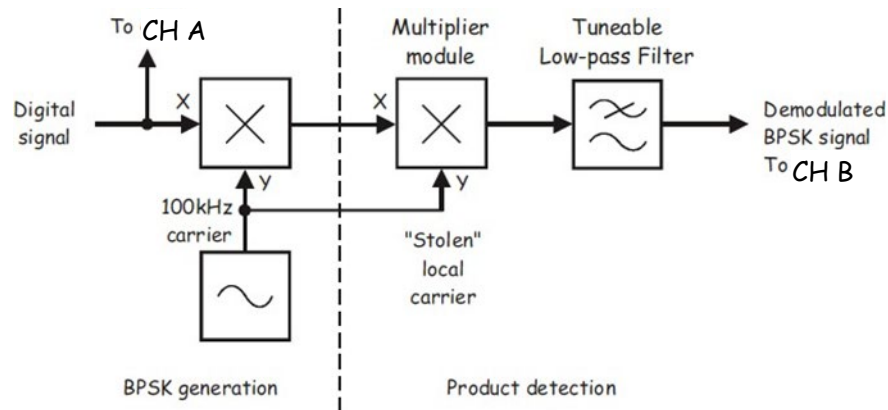 To CH A
Multiplier
module
Tuneable
Low-pass Filter
Digital
signal
X
Y
X
Y
Demodulated
BPSK signal
To CH B
100kHz
carrier
"Stolen"
local
carrier
BPSK generation
Product detection